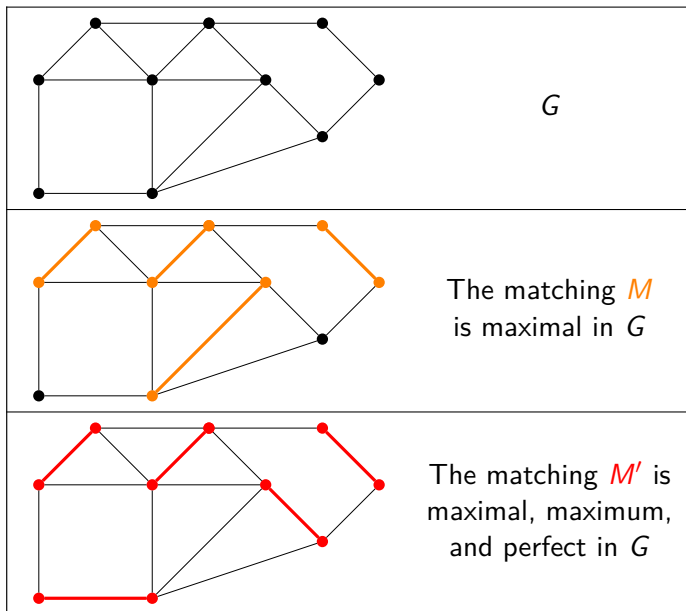 G
The matching M
is maximal in G
The matching M′ is
maximal, maximum,
and perfect in G